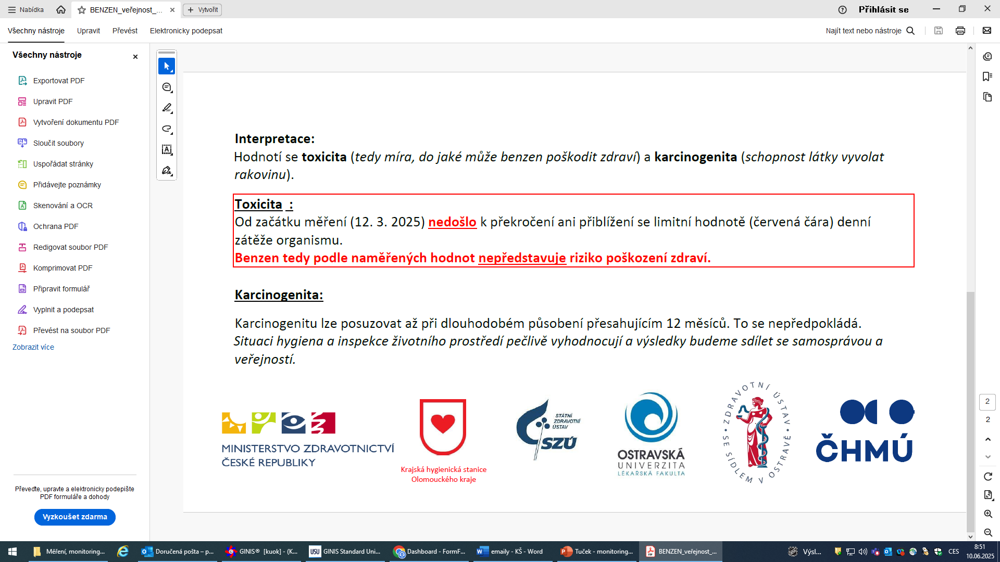 Nabídka
BENZEN_veřejnost_...
Vytvořit
Přihlásit se
Všechny nástroje
Upravit
Převést
Elektronicky podepsat
Najít text nebo nástroje
Všechny nástroje
Exportovat PDF
Upravit PDF
Vytvoření dokumentu PDF
Sloučit soubory
Uspořádat stránky
Přidávejte poznámky
Skenování a OCR
Ochrana PDF
Redigovat soubor PDF
Komprimovat PDF
Připravit formulář
Vyplnit a podepsat
Převést na soubor PDF
Zobrazit více
Převeďte, upravte a elektronicky podepište
PDF formuláře a dohody
Vyzkoušet zdarma
Interpretace:
Hodnotí se toxicita (tedy míra, do jaké může benzen poškodit zdraví) a karcinogenita (schopnost látky vyvolat
rakovinu).
Toxicita :
Od začátku měření (12. 3. 2025) nedošlo k překročení ani přiblížení se limitní hodnotě (červená čára) denní
zátěže organismu.
Benzen tedy podle naměřených hodnot nepředstavuje riziko poškození zdraví.
Karcinogenita:
Karcinogenitu lze posuzovat až při dlouhodobém působení přesahujícím 12 měsíců. To se nepředpokládá.
Situaci hygiena a inspekce životního prostředí pečlivě vyhodnocují a výsledky budeme sdílet se samosprávou a
veřejností.
MINISTERSTVO ZDRAVOTNICTVÍ
ČESKÉ REPUBLIKY
Krajská hygienická stanice
Olomouckého kraje
STÁTNÍ
ZDRAVOTNÍ
ÚSTAV
SZÚ
OSTRAVSKÁ
UNIVERZITA
LÉKAŘSKÁ FAKULTA
ZDRAVOTNÍ ÚSTAV • SE SÍDLEM V OSTRAVĚ •
ČHMÚ
2
2
Měření, monitoring...
Doručená pošta – p...
GINIS® [kuok] - (K...
USU
GINIS Standard Uni...
Dashboard - FormF...
emaily - KŠ - Word
Tuček - monitoring...
BENZEN_veřejnost_...
Výsl...
CES
8:51
10.06.2025